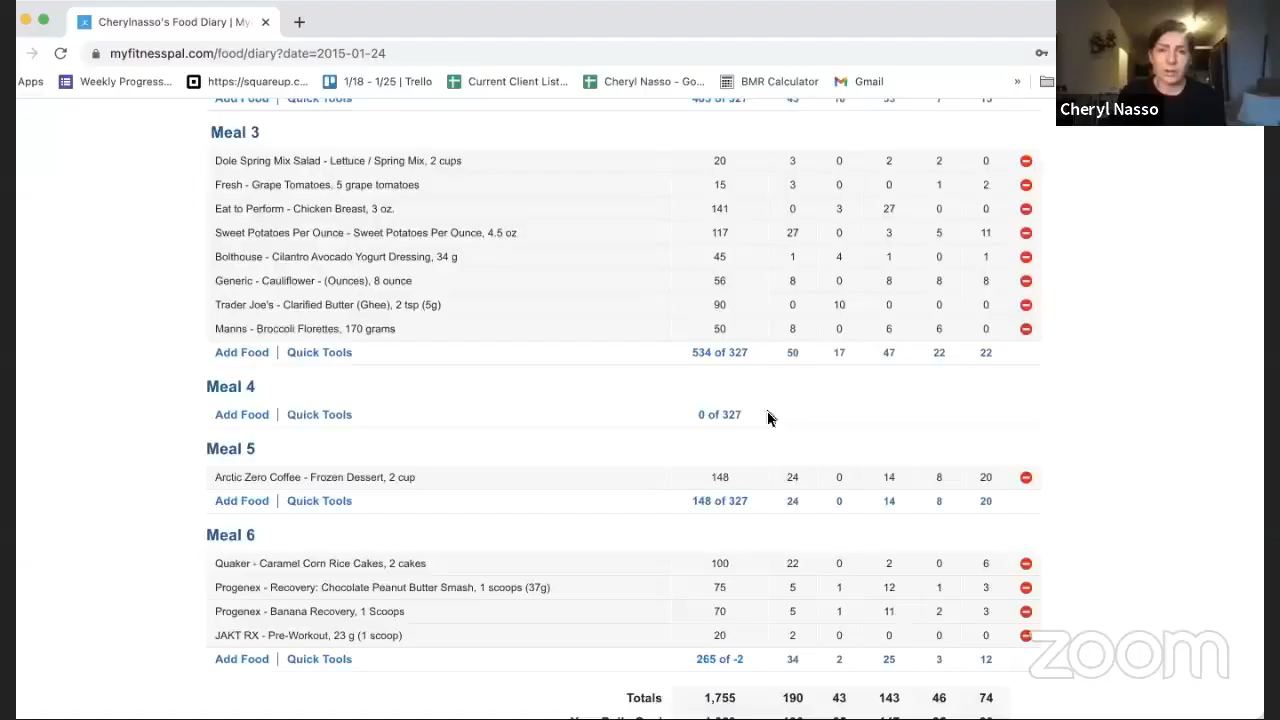 Cherylnasso's Food Diary | My
myfitnesspal.com/food/diary?date=2015-01-24
Apps Weekly Progress... https://squareup.c... 1/18 - 1/25 | Trello Current Client List... Cheryl Nasso - Go... BMR Calculator Gmail »
Cheryl Nasso
Add Food | Quick Tools
Meal 3
Dole Spring Mix Salad - Lettuce / Spring Mix, 2 cups 20 3 0 2 2 0
Fresh - Grape Tomatoes. 5 grape tomatoes 15 3 0 0 1 2
Eat to Perform - Chicken Breast, 3 oz. 141 0 3 27 0 0
Sweet Potatoes Per Ounce - Sweet Potatoes Per Ounce, 4.5 oz 117 27 0 3 5 11
Bolthouse - Cilantro Avocado Yogurt Dressing, 34 g 45 1 4 1 0 1
Generic - Cauliflower - (Ounces), 8 ounce 56 8 0 8 8 8
Trader Joe's - Clarified Butter (Ghee), 2 tsp (5g) 90 0 10 0 0 0
Manns - Broccoli Florettes, 170 grams 50 8 0 6 6 0
Add Food | Quick Tools 534 of 327 50 17 47 22 22
Meal 4
Add Food | Quick Tools 0 of 327
Meal 5
Arctic Zero Coffee - Frozen Dessert, 2 cup 148 24 0 14 8 20
Add Food | Quick Tools 148 of 327 24 0 14 8 20
Meal 6
Quaker - Caramel Corn Rice Cakes, 2 cakes 100 22 0 2 0 6
Progenex - Recovery: Chocolate Peanut Butter Smash, 1 scoops (37g) 75 5 1 12 1 3
Progenex - Banana Recovery, 1 Scoops 70 5 1 11 2 3
JAKT RX - Pre-Workout, 23 g (1 scoop) 20 2 0 0 0 0
Add Food | Quick Tools 265 of -2 34 2 25 3 12
zoom
Totals 1,755 190 43 143 46 74